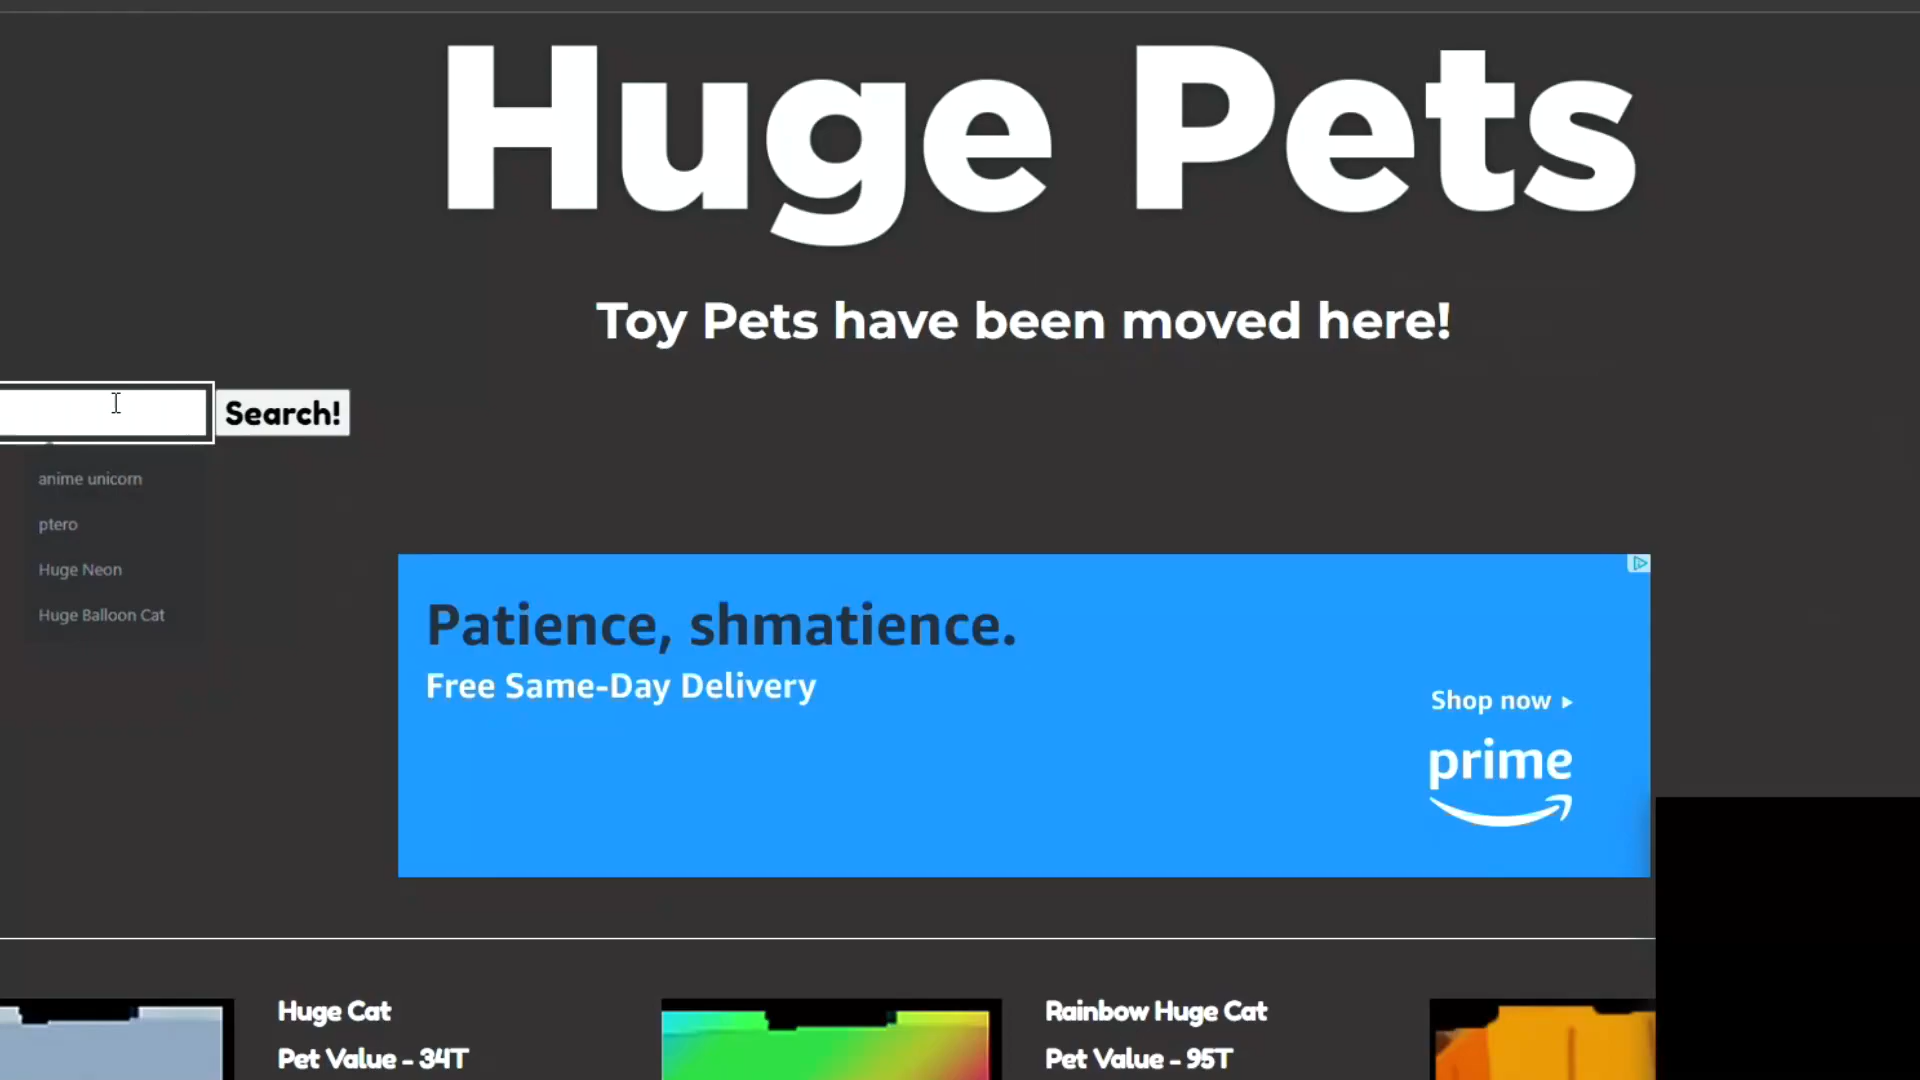 Huge Pets
Toy Pets have been moved here!
Search!
anime unicorn
ptero
Huge Neon
Huge Balloon Cat
Patience, shmatience.
Free Same-Day Delivery
Shop now
prime
Huge Cat
Pet Value - 34T
Rainbow Huge Cat
Pet Value - 95T